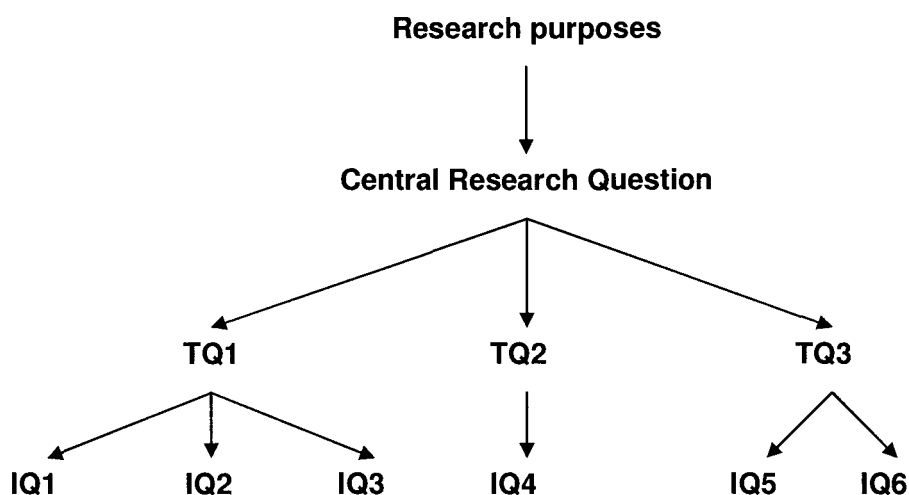 Research purposes
Central Research Question
TQ1 TQ2 TQ3
IQ1 IQ2 IQ3 IQ4 IQ5 IQ6